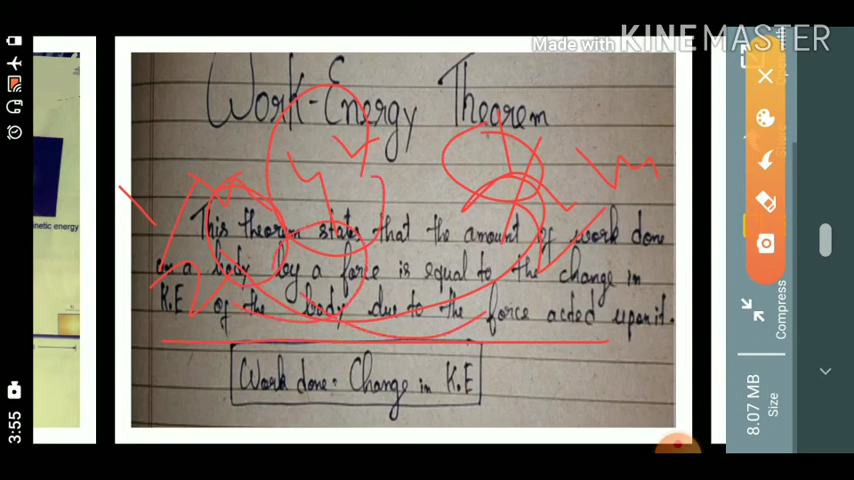 Made with KINEMASTER
Work-Energy Theorem
This theorem states that the amount of work done
on a body by a force is equal to the change in
K.E of the body due to the force acted upon it.
Work done = Change in K.E
netic energy
3:55
Share
Compress
8.07 MB
Size